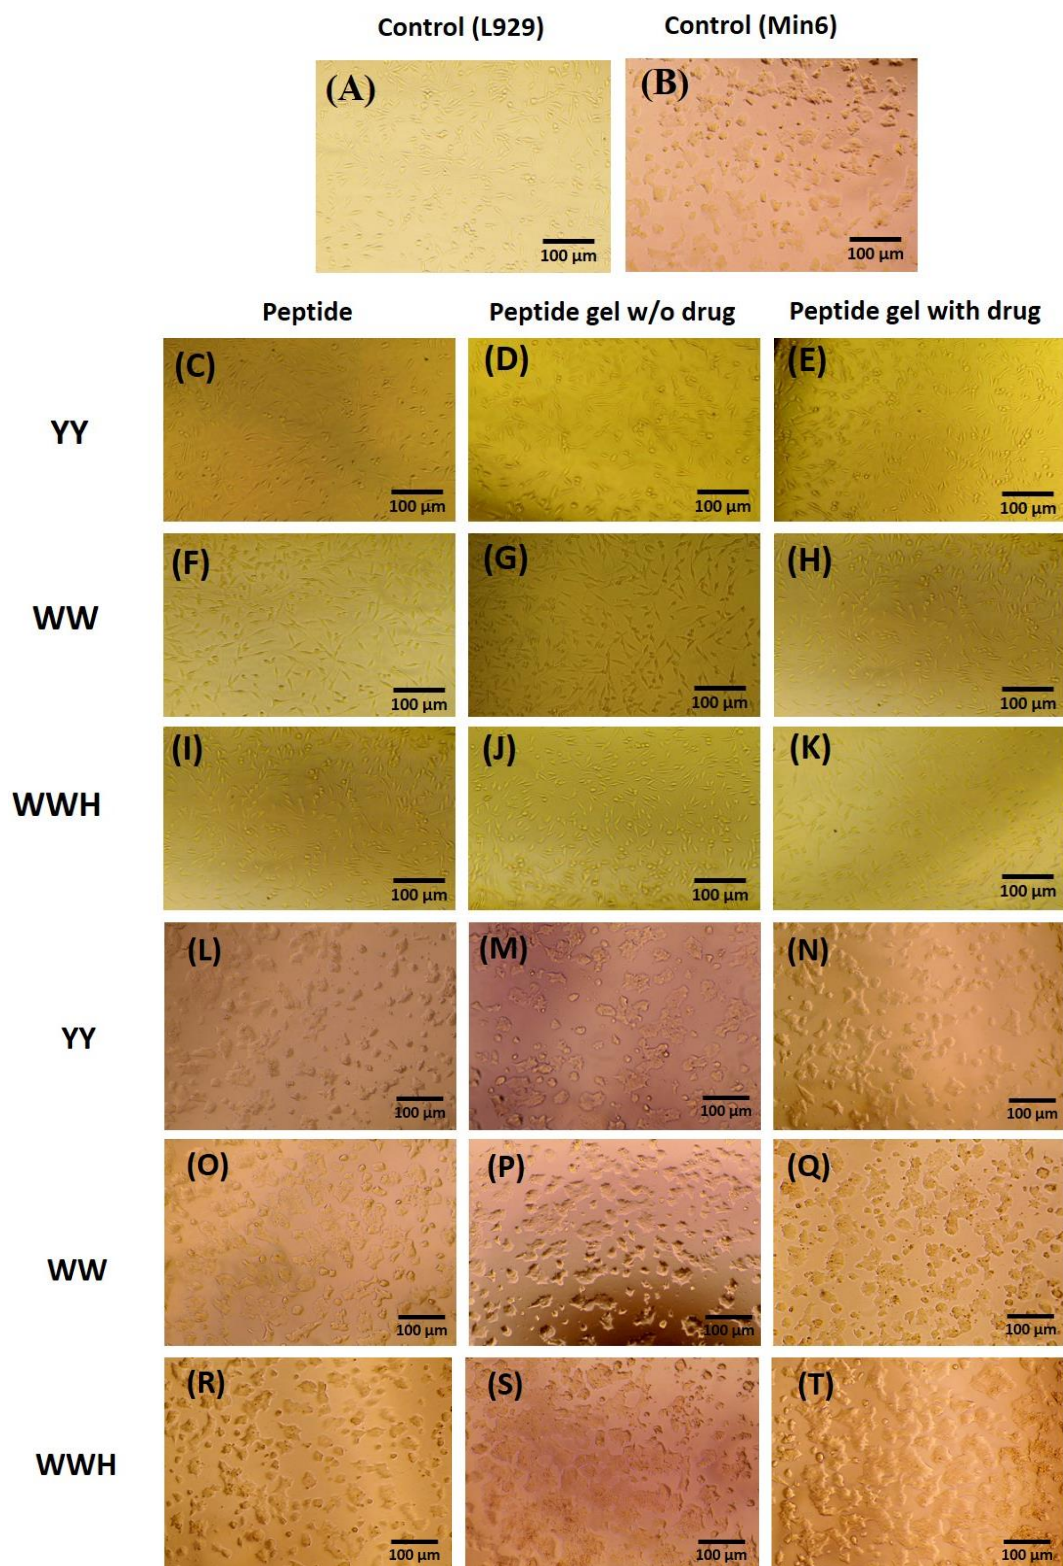 Control (L929) Control (Min6)
(A) (B)
100 µm 100 µm
Peptide Peptide gel w/o drug Peptide gel with drug
(C) (D) (E)
YY
100 µm 100 µm 100 µm
(F) (G) (H)
WW
100 µm 100 µm 100 µm
(I) (J) (K)
WWH
100 µm 100 µm 100 µm
(L) (M) (N)
YY
100 µm 100 µm 100 µm
(O) (P) (Q)
WW
100 µm 100 µm 100 µm
(R) (S) (T)
WWH
100 µm 100 µm 100 µm